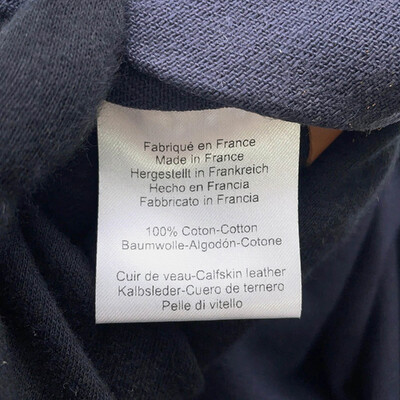 Fabriqué en France
Made in France
Hergestellt in Frankreich
Hecho en Francia
Fabbricato in Francia
100% Coton-Cotton
Baumwolle-Algodón-Cotone
Cuir de veau-Calfskin leather
Kalbsleder-Cuero de ternero
Pelle di vitello